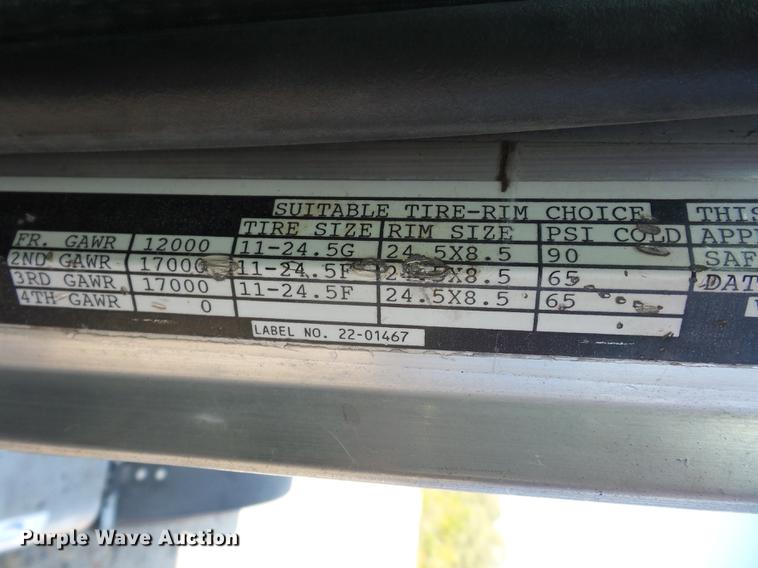 SUITABLE TIRE-RIM CHOICE THIS
TIRE SIZE RIM SIZE PSI COLD APPI
FR. GAWR 12000 11-24.5G 24.5X8.5 90 SAF
2ND GAWR 17000 11-24.5F X8.5 65 DAT
3RD GAWR 17000 11-24.5F 24.5X8.5 65
4TH GAWR 0
LABEL NO. 22-01467
Purple Wave Auction